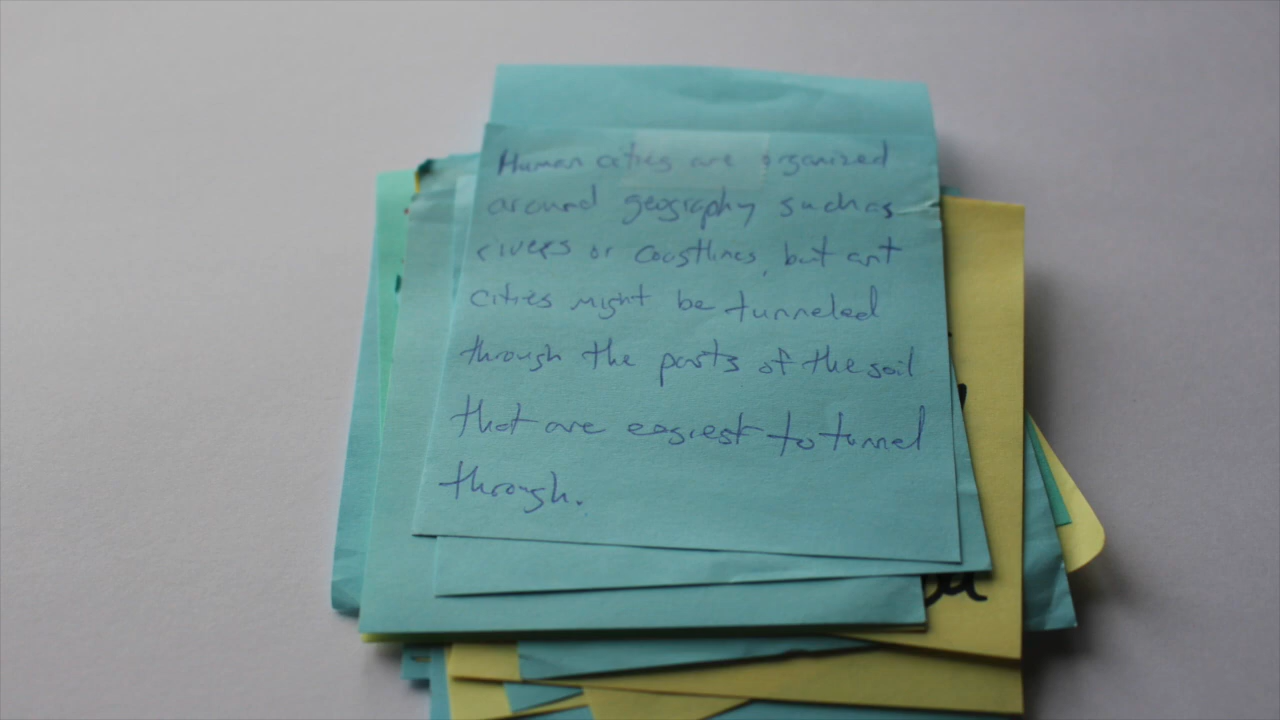 Human cities are organized
around geography such as
rivers or coastlines, but ant
cities might be tunneled
through the parts of the soil
that are easiest to tunnel
through.